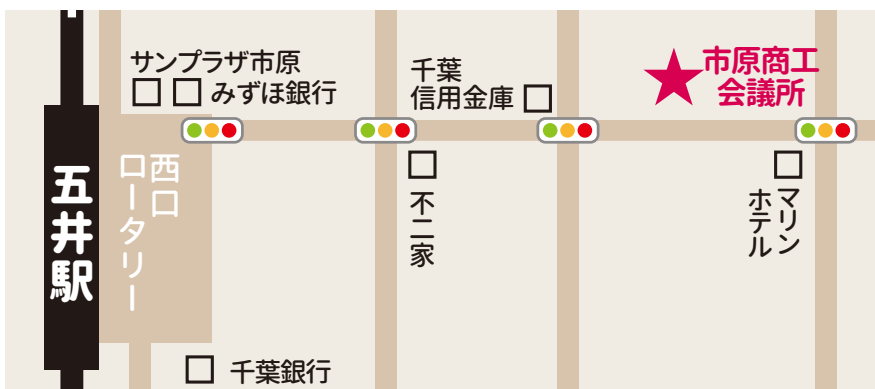 サンプラザ市原
みずほ銀行
千葉
信用金庫
市原商工
会議所
五井駅
西口
ロータリー
不二家
マリン
ホテル
千葉銀行